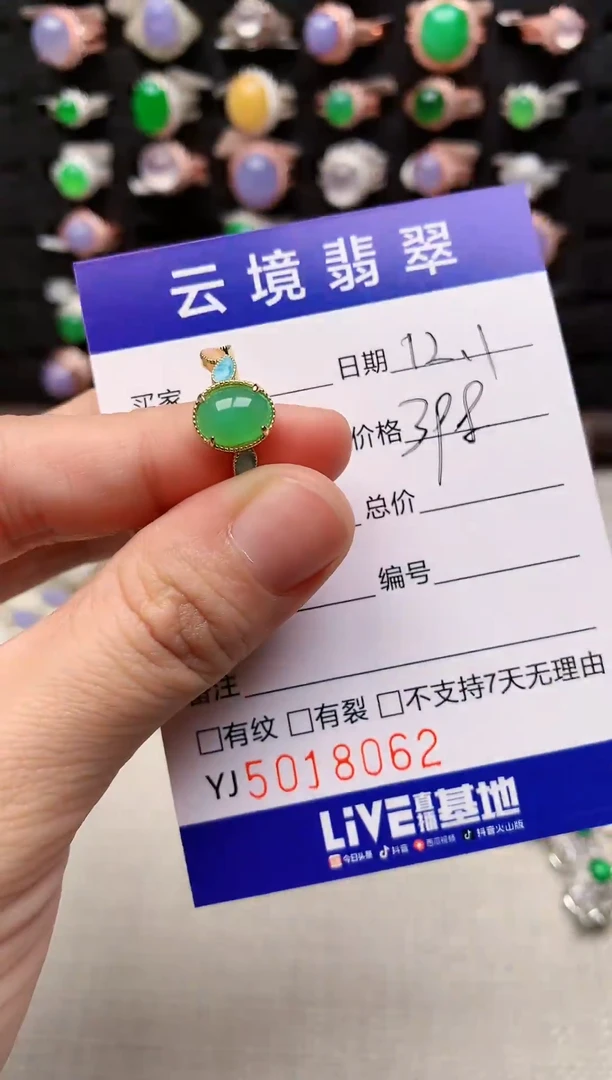 云境翡翠
买家 日期 12.1
价格 398
总价
编号
备注
□有纹 □有裂 □不支持7天无理由
YJ5018062
LiVE直播基地
今日头条 抖音 西瓜视频 抖音火山版